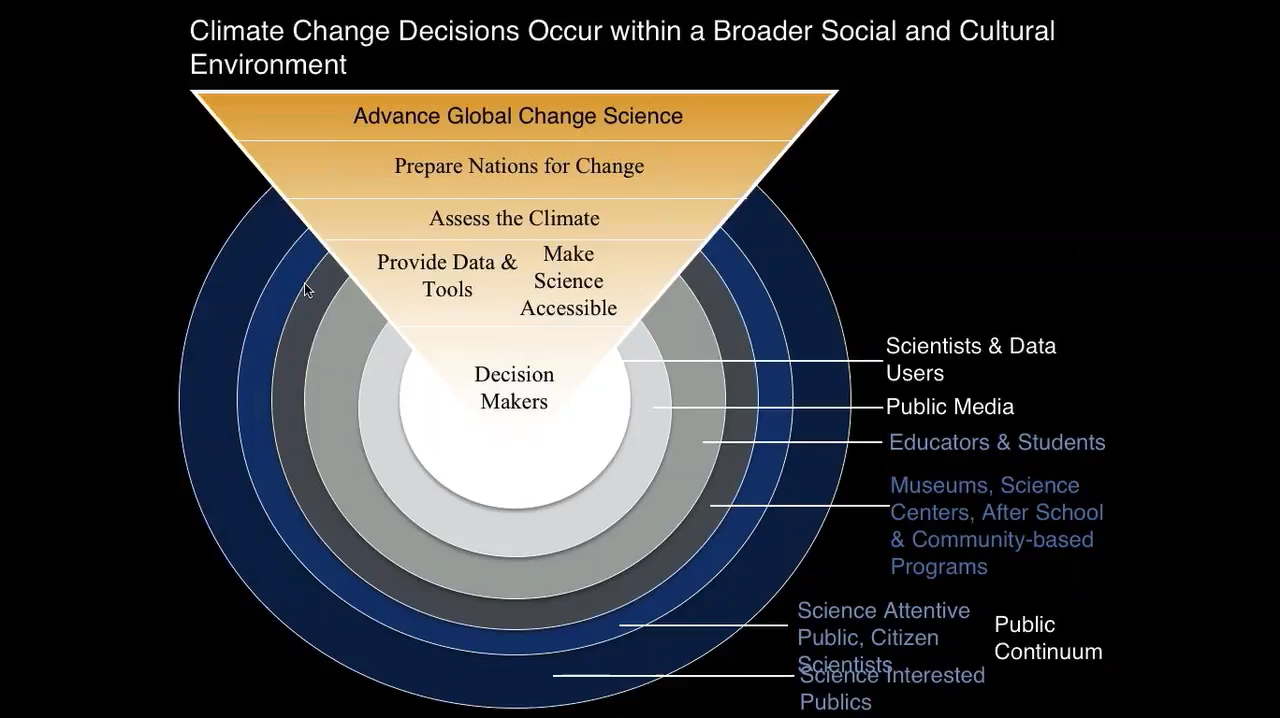 Climate Change Decisions Occur within a Broader Social and Cultural
Environment
Advance Global Change Science
Prepare Nations for Change
Assess the Climate
Provide Data &
Tools
Make
Science
Accessible
Decision
Makers
Scientists & Data
Users
Public Media
Educators & Students
Museums, Science
Centers, After School
& Community-based
Programs
Science Attentive
Public, Citizen
Scientists
Science Interested
Publics
Public
Continuum